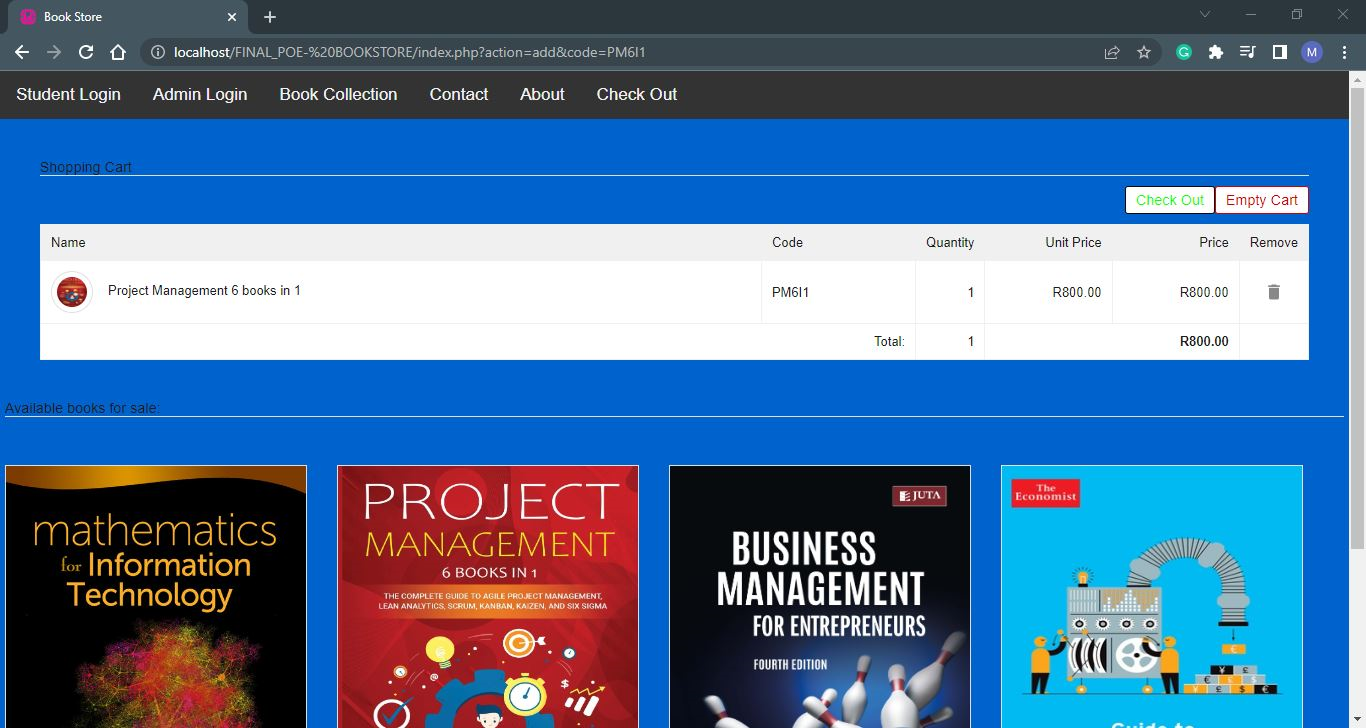 Book Store
localhost/FINAL_POE-%20BOOKSTORE/index.php?action=add&code=PM6I1
M
Student Login Admin Login Book Collection Contact About Check Out
Shopping Cart
Check Out Empty Cart
Name Code Quantity Unit Price Price Remove
Project Management 6 books in 1 PM6I1 1 R800.00 R800.00
Total: 1 R800.00
Available books for sale:
mathematics
for Information
Technology
PROJECT
MANAGEMENT
6 BOOKS IN 1
THE COMPLETE GUIDE TO AGILE PROJECT MANAGEMENT,
LEAN ANALYTICS, SCRUM, KANBAN, KAIZEN, AND SIX SIGMA
JUTA
BUSINESS
MANAGEMENT
FOR ENTREPRENEURS
FOURTH EDITION
The
Economist
Guide to